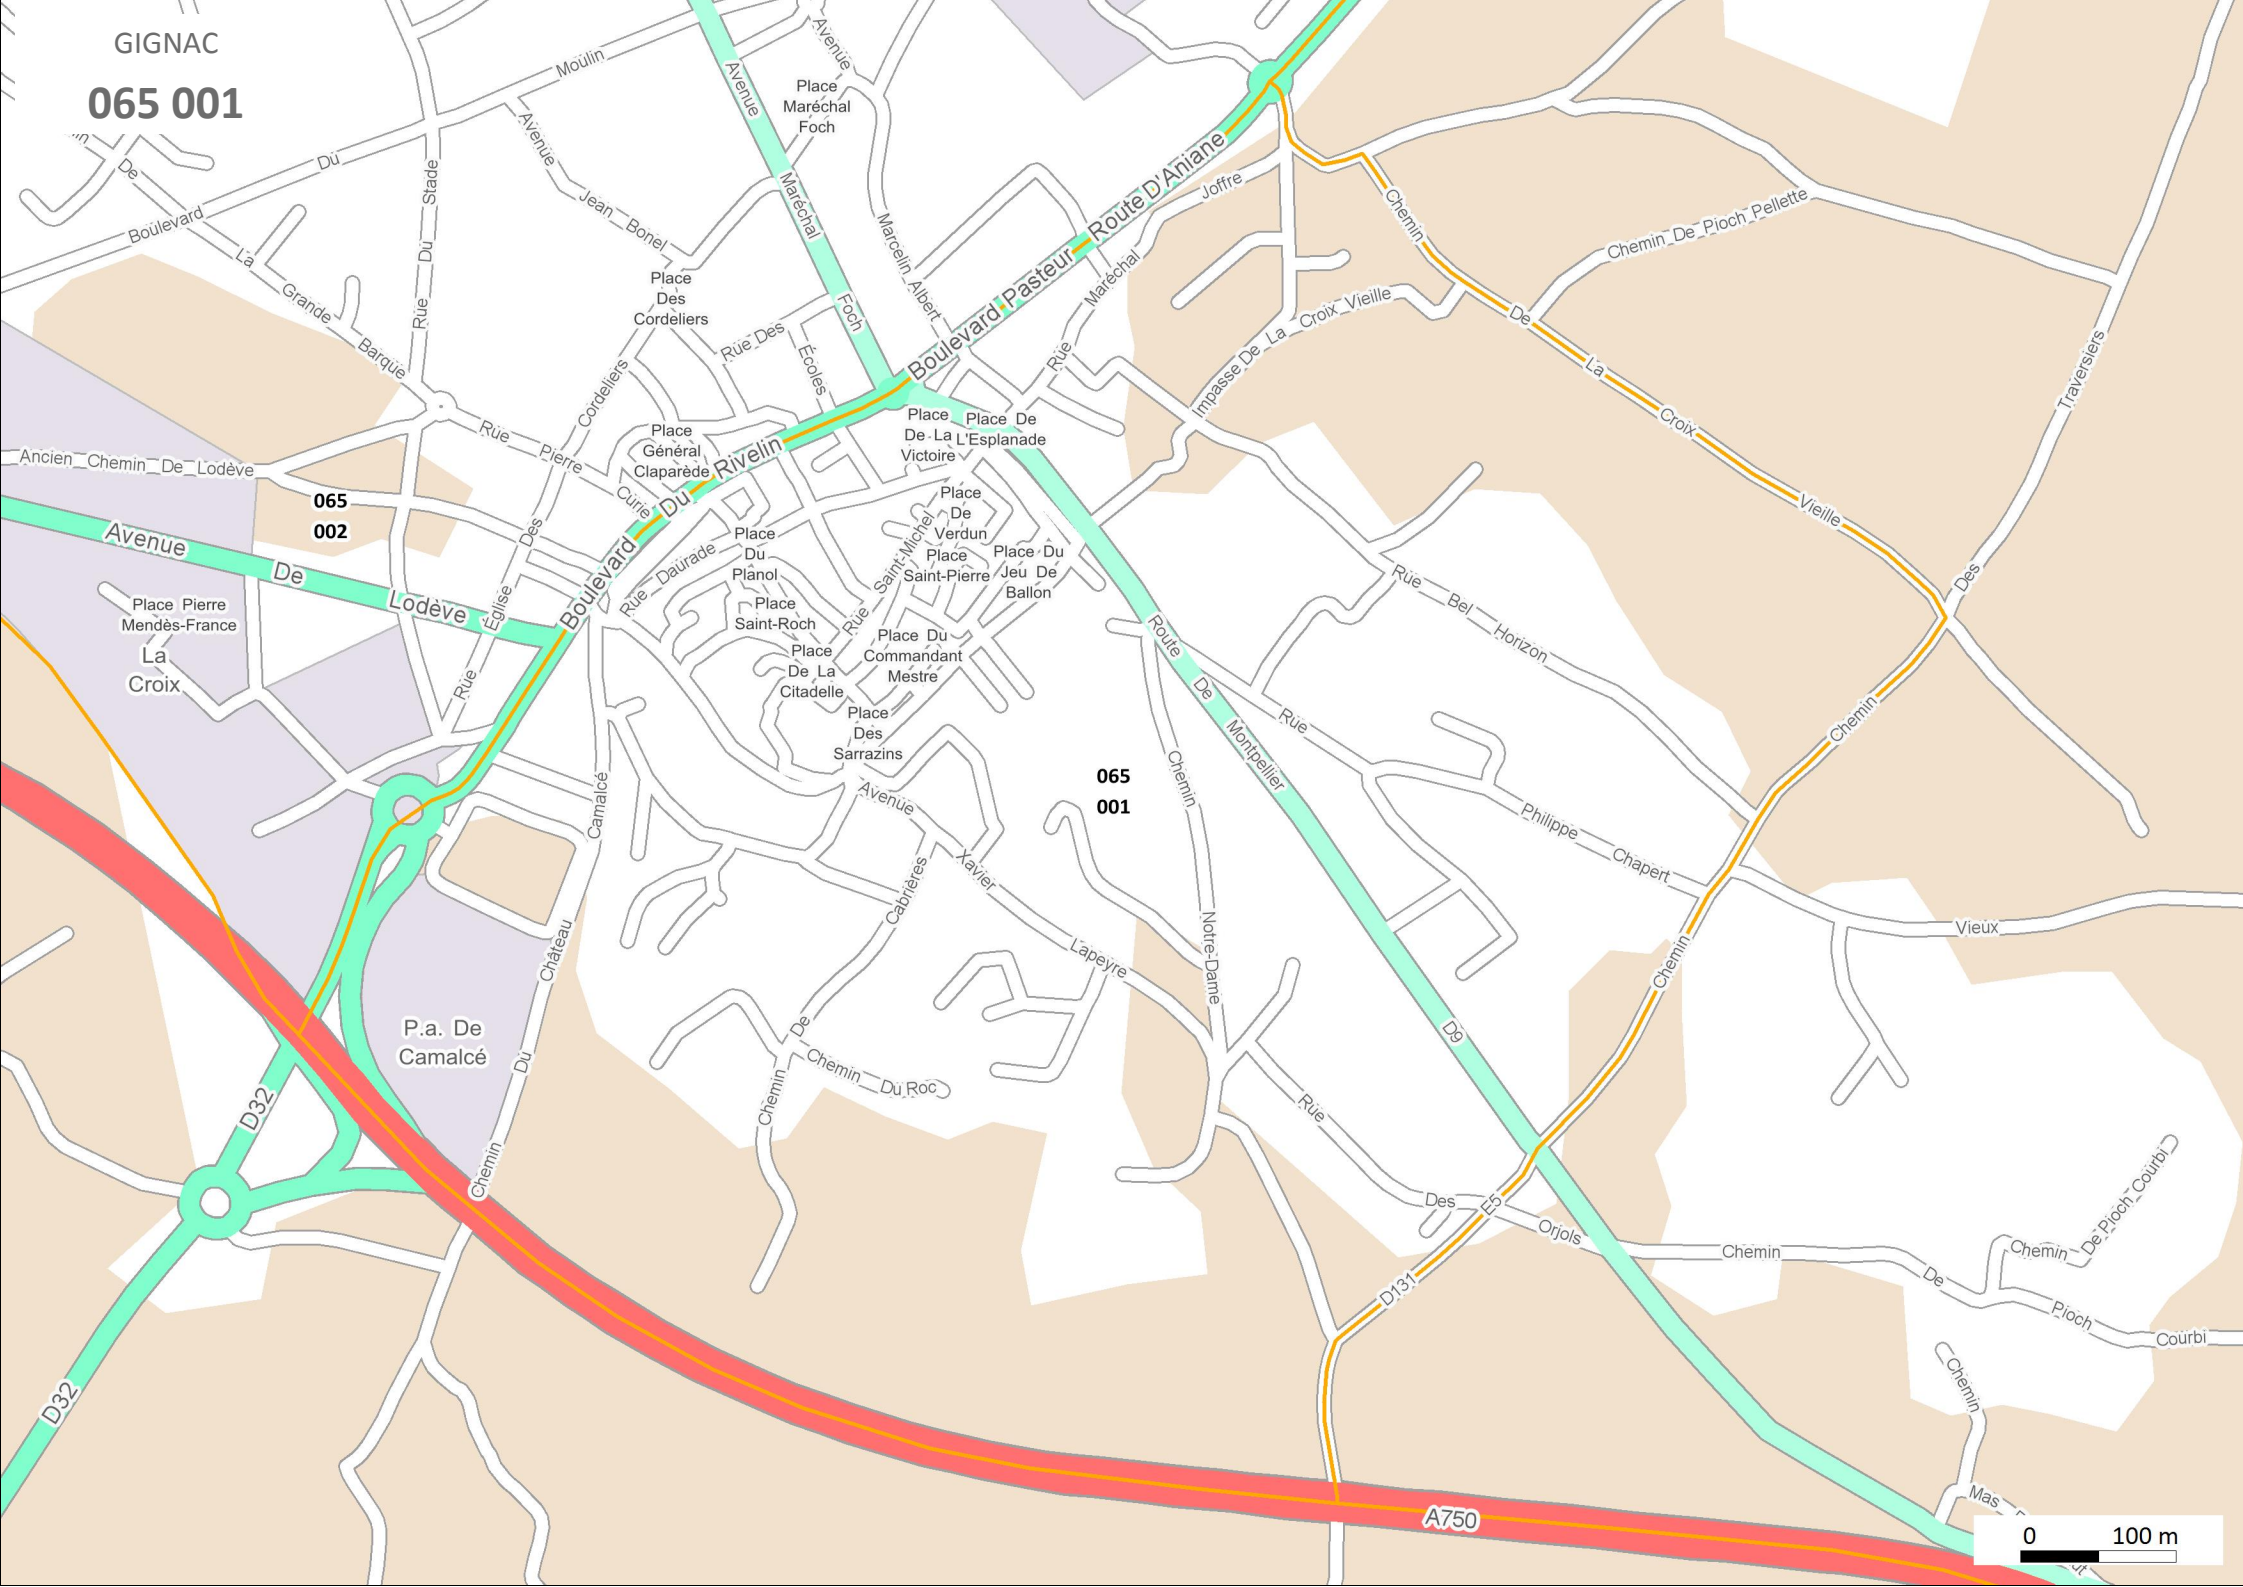 GIGNAC
065 001
Moulin
Du
Boulevard
De
La
Grande
Barque
Rue Du Stade
Avenue
Jean Bonel
Avenue
Maréchal
Foch
Avenue
Marcelin Albert
Place
Maréchal
Foch
Place
Des
Cordeliers
Rue Des
Écoles
Cordeliers
Des
Église
Rue
Rue Pierre
Curie
Place
Général
Claparède
Boulevard Du Rivelin
Boulevard Pasteur
Route D'Aniane
Joffre
Maréchal
Rue
Impasse De La Croix Vieille
Chemin
De
La
Croix
Vieille
Chemin De Pioch Pellette
Traversiers
Des
Chemin
Ancien Chemin De Lodève
065
002
Avenue
De
Lodève
Place Pierre
Mendès-France
La
Croix
Place
De La
Victoire
Place De
L'Esplanade
Place
De
Verdun
Place
Saint-Pierre
Place Du
Jeu De
Ballon
Rue Saint-Michel
Rue Daurade
Place
Du
Planol
Place
Saint-Roch
Place
De La
Citadelle
Place Du
Commandant
Mestre
Place
Des
Sarrazins
Rue
Bel
Horizon
Route
De
Montpellier
D9
Rue
Philippe
Chapert
Chemin
Vieux
065
001
Chemin
Notre-Dame
Avenue
Xavier
Lapeyre
Cabrières
De
Chemin
Chemin Du Roc
Camalcé
Château
Du
Chemin
P.a. De
Camalcé
D32
D32
Rue
Des
Orjols
E5
D131
Chemin
De
Pioch
Courbi
Chemin
De Pioch Courbi
Chemin
Mas
A750
0 100 m